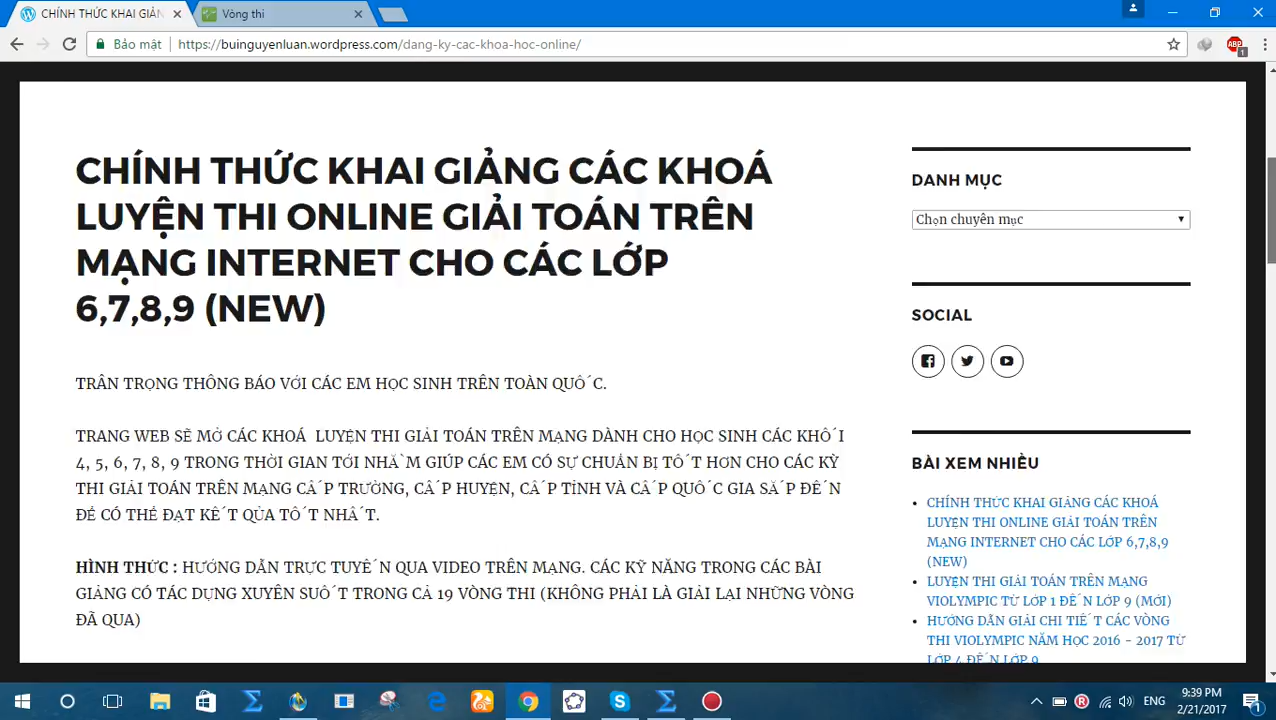 CHÍNH THỨC KHAI GIẢN
Vòng thi
Bảo mật
https://buinguyenluan.wordpress.com/dang-ky-cac-khoa-hoc-online/
ABP
1
CHÍNH THỨC KHAI GIẢNG CÁC KHOÁ
LUYỆN THI ONLINE GIẢI TOÁN TRÊN
MẠNG INTERNET CHO CÁC LỚP
6,7,8,9 (NEW)
TRÂN TRỌNG THÔNG BÁO VỚI CÁC EM HỌC SINH TRÊN TOÀN QUỐC.
TRANG WEB SẼ MỞ CÁC KHOÁ LUYỆN THI GIẢI TOÁN TRÊN MẠNG DÀNH CHO HỌC SINH CÁC KHỐI
4, 5, 6, 7, 8, 9 TRONG THỜI GIAN TỚI NHẰM GIÚP CÁC EM CÓ SỰ CHUẨN BỊ TỐT HƠN CHO CÁC KỲ
THI GIẢI TOÁN TRÊN MẠNG CẤP TRƯỜNG, CẤP HUYỆN, CẤP TỈNH VÀ CẤP QUỐC GIA SẮP ĐẾN
ĐỂ CÓ THỂ ĐẠT KẾT QỦA TỐT NHẤT.
HÌNH THỨC : HƯỚNG DẪN TRỰC TUYẾN QUA VIDEO TRÊN MẠNG. CÁC KỸ NĂNG TRONG CÁC BÀI
GIẢNG CÓ TÁC DỤNG XUYÊN SUỐT TRONG CẢ 19 VÒNG THI (KHÔNG PHẢI LÀ GIẢI LẠI NHỮNG VÒNG
ĐÃ QUA)
DANH MỤC
Chọn chuyên mục
SOCIAL
BÀI XEM NHIỀU
CHÍNH THỨC KHAI GIẢNG CÁC KHOÁ
LUYỆN THI ONLINE GIẢI TOÁN TRÊN
MẠNG INTERNET CHO CÁC LỚP 6,7,8,9
(NEW)
LUYỆN THI GIẢI TOÁN TRÊN MẠNG
VIOLYMPIC TỪ LỚP 1 ĐẾN LỚP 9 (MỚI)
HƯỚNG DẪN GIẢI CHI TIẾT CÁC VÒNG
THI VIOLYMPIC NĂM HỌC 2016 - 2017 TỪ
LỚP 4 ĐẾN LỚP 9
ENG
9:39 PM
2/21/2017
1